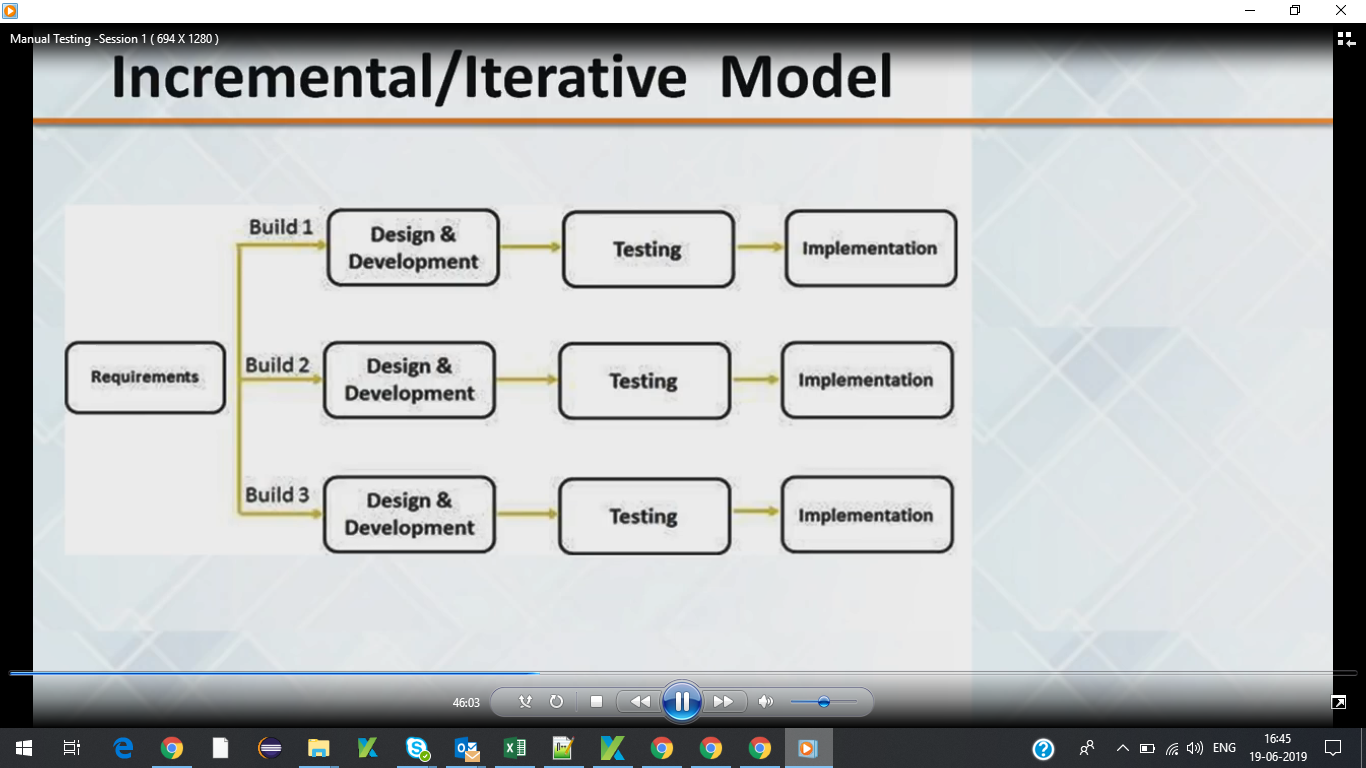 Manual Testing -Session 1 ( 694 X 1280 )
Incremental/Iterative Model
Build 1
Design &
Development
Testing
Implementation
Requirements
Build 2
Design &
Development
Testing
Implementation
Build 3
Design &
Development
Testing
Implementation
46:03
ENG
16:45
19-06-2019